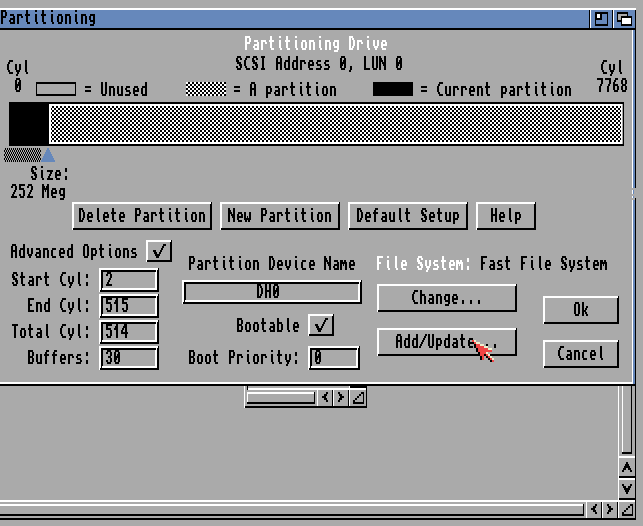 Partitioning
Partitioning Drive
SCSI Address 0, LUN 0
Cyl
0
Cyl
7768
= Unused
= A partition
= Current partition
Size:
252 Meg
Delete Partition
New Partition
Default Setup
Help
Advanced Options
Start Cyl: 2
End Cyl: 515
Total Cyl: 514
Buffers: 30
Partition Device Name
DH0
Bootable
Boot Priority: 0
File System: Fast File System
Change...
Add/Update...
Ok
Cancel